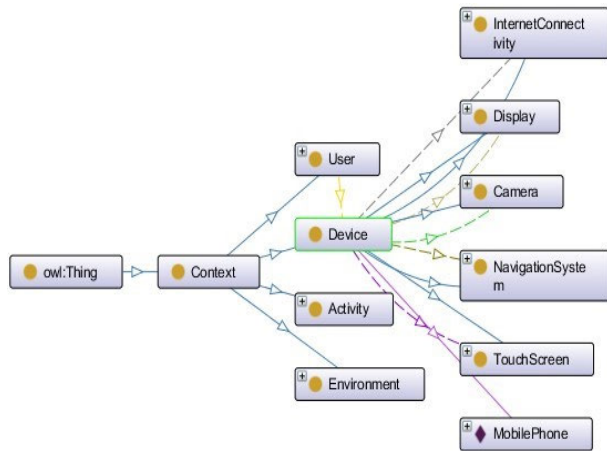 InternetConnect
ivity
Display
User
Camera
Device
owl:Thing
Context
NavigationSyste
m
Activity
TouchScreen
Environment
MobilePhone